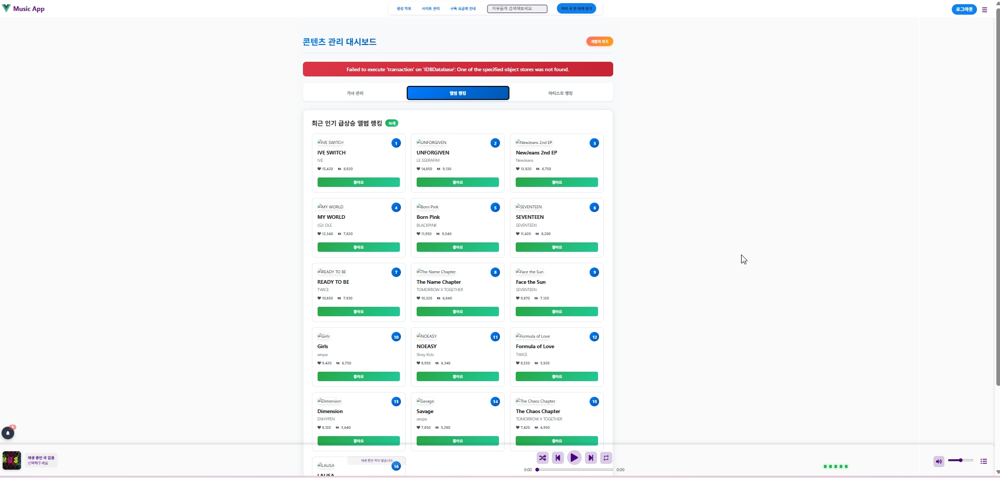 Music App
랭킹 차트
사이트 관리
구독 요금제 안내
자유롭게 검색해보세요.
여러 곡 한 번에 찾기
로그아웃
콘텐츠 관리 대시보드
개발자 모드
Failed to execute 'transaction' on 'IDBDatabase': One of the specified object stores was not found.
가사 관리
앨범 랭킹
아티스트 랭킹
최근 인기 급상승 앨범 랭킹 16개
IVE SWITCH
1
IVE SWITCH
IVE
15,420 8,920
좋아요
UNFORGIVEN
2
UNFORGIVEN
LE SSERAFIM
14,850 9,130
좋아요
NewJeans 2nd EP
3
NewJeans 2nd EP
NewJeans
13,920 8,750
좋아요
MY WORLD
4
MY WORLD
(G)I-DLE
12,340 7,820
좋아요
Born Pink
5
Born Pink
BLACKPINK
11,950 9,540
좋아요
SEVENTEEN
6
SEVENTEEN
SEVENTEEN
11,420 8,200
좋아요
READY TO BE
7
READY TO BE
TWICE
10,850 7,930
좋아요
The Name Chapter
8
The Name Chapter
TOMORROW X TOGETHER
10,320 6,840
좋아요
Face the Sun
9
Face the Sun
SEVENTEEN
9,870 7,120
좋아요
Girls
10
Girls
aespa
9,420 6,750
좋아요
NOEASY
11
NOEASY
Stray Kids
8,950 6,340
좋아요
Formula of Love
12
Formula of Love
TWICE
8,520 5,920
좋아요
Dimension
13
Dimension
ENHYPEN
8,120 5,640
좋아요
Savage
14
Savage
aespa
7,850 5,280
좋아요
The Chaos Chapter
15
The Chaos Chapter
TOMORROW X TOGETHER
7,420 4,950
좋아요
LALISA
16
LALISA
재생 중인 곡이 없습니다.
재생 중인 곡 없음
선택해주세요
0:00
0:00